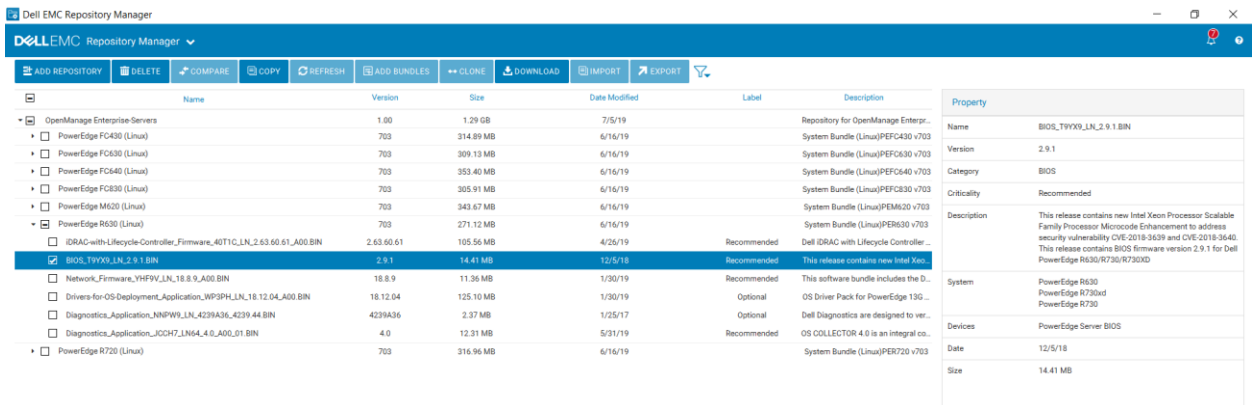 Dell EMC Repository Manager
DELLEMC Repository Manager
7
?
ADD REPOSITORY DELETE COMPARE COPY REFRESH ADD BUNDLES CLONE DOWNLOAD IMPORT EXPORT
Name Version Size Date Modified Label Description
OpenManage Enterprise-Servers 1.00 1.29 GB 7/5/19 Repository for OpenManage Enterpr...
PowerEdge FC430 (Linux) 703 314.89 MB 6/16/19 System Bundle (Linux)PEFC430 v703
PowerEdge FC630 (Linux) 703 309.13 MB 6/16/19 System Bundle (Linux)PEFC630 v703
PowerEdge FC640 (Linux) 703 353.40 MB 6/16/19 System Bundle (Linux)PEFC640 v703
PowerEdge FC830 (Linux) 703 305.91 MB 6/16/19 System Bundle (Linux)PEFC830 v703
PowerEdge M620 (Linux) 703 343.67 MB 6/16/19 System Bundle (Linux)PEM620 v703
PowerEdge R630 (Linux) 703 271.12 MB 6/16/19 System Bundle (Linux)PER630 v703
iDRAC-with-Lifecycle-Controller_Firmware_40T1C_LN_2.63.60.61_A00.BIN 2.63.60.61 105.56 MB 4/26/19 Recommended Dell iDRAC with Lifecycle Controller ...
BIOS_T9YX9_LN_2.9.1.BIN 2.9.1 14.41 MB 12/5/18 Recommended This release contains new Intel Xeo...
Network_Firmware_YHF9V_LN_18.8.9_A00.BIN 18.8.9 11.36 MB 1/30/19 Recommended This software bundle includes the D...
Drivers-for-OS-Deployment_Application_WP3PH_LN_18.12.04_A00.BIN 18.12.04 125.10 MB 1/30/19 Optional OS Driver Pack for PowerEdge 13G ...
Diagnostics_Application_NNPW9_LN_4239A36_4239.44.BIN 4239A36 2.37 MB 1/25/17 Optional Dell Diagnostics are designed to ver...
Diagnostics_Application_JCCH7_LN64_4.0_A00_01.BIN 4.0 12.31 MB 5/31/19 Recommended OS COLLECTOR 4.0 is an integral co...
PowerEdge R720 (Linux) 703 316.96 MB 6/16/19 System Bundle (Linux)PER720 v703
Property
Name BIOS_T9YX9_LN_2.9.1.BIN
Version 2.9.1
Category BIOS
Criticality Recommended
Description This release contains new Intel Xeon Processor Scalable
Family Processor Microcode Enhancement to address
security vulnerability CVE-2018-3639 and CVE-2018-3640.
This release contains BIOS firmware version 2.9.1 for Dell
PowerEdge R630/R730/R730XD
System PowerEdge R630
PowerEdge R730xd
PowerEdge R730
Devices PowerEdge Server BIOS
Date 12/5/18
Size 14.41 MB